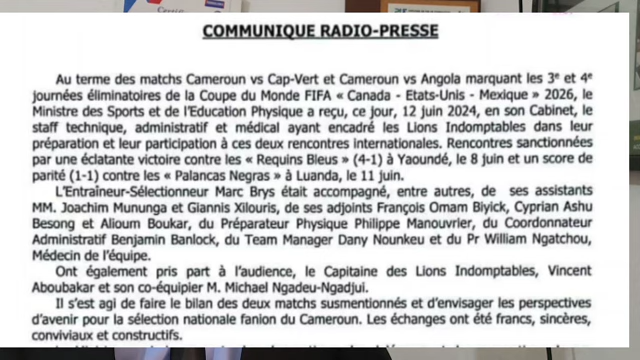 COMMUNIQUE RADIO-PRESSE
Au terme des matchs Cameroun vs Cap-Vert et Cameroun vs Angola marquant les 3e et 4e
journées éliminatoires de la Coupe du Monde FIFA « Canada - Etats-Unis - Mexique » 2026, le
Ministre des Sports et de l'Education Physique a reçu, ce jour, 12 juin 2024, en son Cabinet, le
staff technique, administratif et médical ayant encadré les Lions Indomptables dans leur
préparation et leur participation à ces deux rencontres internationales. Rencontres sanctionnées
par une éclatante victoire contre les « Requins Bleus » (4-1) à Yaoundé, le 8 juin et un score de
parité (1-1) contre les « Palancas Negras » à Luanda, le 11 juin.
L'Entraîneur-Sélectionneur Marc Brys était accompagné, entre autres, de ses assistants
MM. Joachim Mununga et Giannis Xilouris, de ses adjoints François Omam Biyick, Cyprian Ashu
Besong et Alioum Boukar, du Préparateur Physique Philippe Manouvrier, du Coordonnateur
Administratif Benjamin Banlock, du Team Manager Dany Nounkeu et du Pr William Ngatchou,
Médecin de l'équipe.
Ont également pris part à l'audience, le Capitaine des Lions Indomptables, Vincent
Aboubakar et son co-équipier M. Michael Ngadeu-Ngadjui.
Il s'est agi de faire le bilan des deux matchs susmentionnés et d'envisager les perspectives
d'avenir pour la sélection nationale fanion du Cameroun. Les échanges ont été francs, sincères,
conviviaux et constructifs.